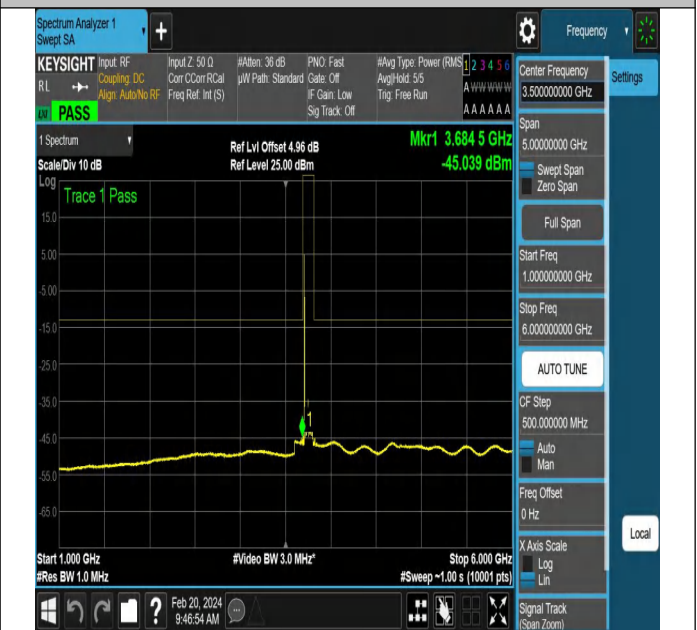 Spectrum Analyzer 1
Swept SA
+
Frequency
KEYSIGHT
RL
PASS
Input: RF
Coupling: DC
Align: Auto/No RF
Input Z: 50 Ω
Corr CCorr RCal
Freq Ref: Int (S)
#Atten: 36 dB
µW Path: Standard
PNO: Fast
Gate: Off
IF Gain: Low
Sig Track: Off
#Avg Type: Power (RMS
Avg|Hold: 5/5
Trig: Free Run
1 2 3 4 5 6
A W W W W W
A A A A A A
Center Frequency
3.500000000 GHz
Settings
Span
5.00000000 GHz
Swept Span
Zero Span
Full Span
Start Freq
1.000000000 GHz
Stop Freq
6.000000000 GHz
AUTO TUNE
CF Step
500.000000 MHz
Auto
Man
Freq Offset
0 Hz
X Axis Scale
Log
Lin
Signal Track
(Span Zoom)
Local
1 Spectrum
Scale/Div 10 dB
Ref Lvl Offset 4.96 dB
Ref Level 25.00 dBm
Mkr1 3.684 5 GHz
-45.039 dBm
Log
Trace 1 Pass
15.0
5.00
-5.00
-15.0
-25.0
-35.0
-45.0
-55.0
-65.0
1
Start 1.000 GHz
#Res BW 1.0 MHz
#Video BW 3.0 MHz*
Stop 6.000 GHz
#Sweep ~1.00 s (10001 pts)
?
Feb 20, 2024
9:46:54 AM